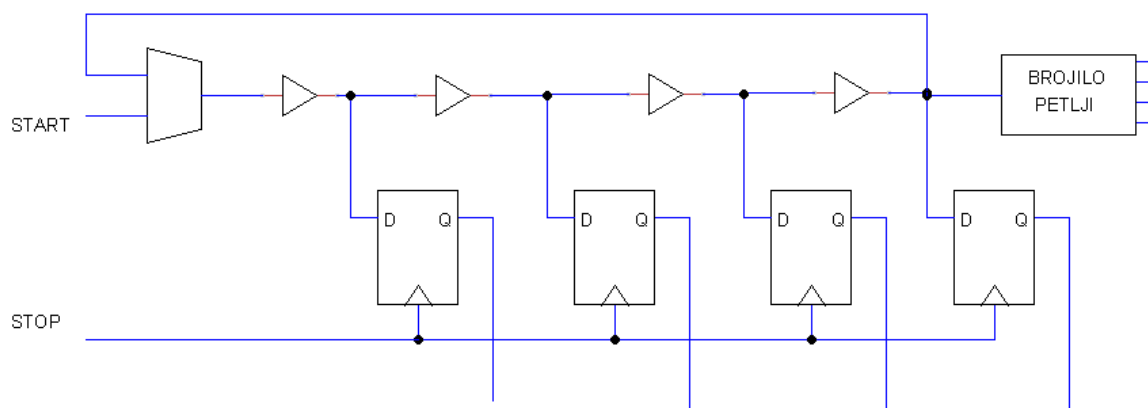 BROJILO
PETLJI
START
D Q D Q D Q D Q
STOP